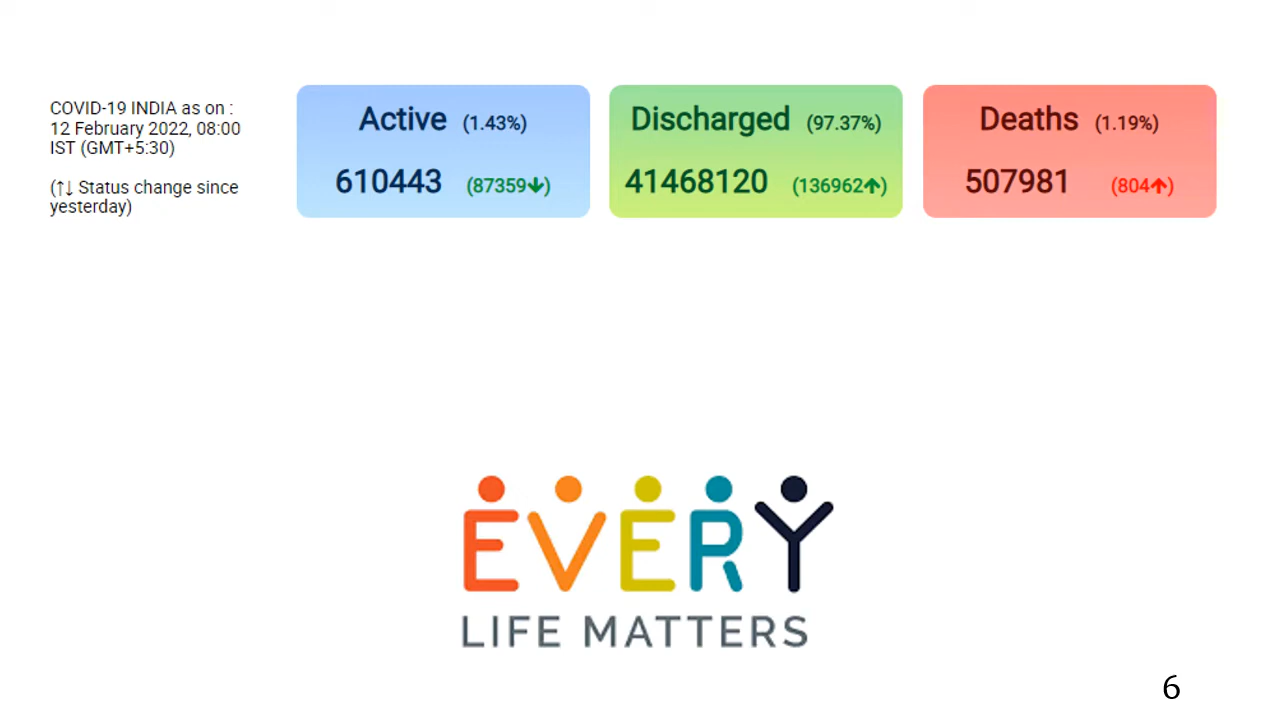 COVID-19 INDIA as on :
12 February 2022, 08:00
IST (GMT+5:30)
(↑↓ Status change since
yesterday)
Active (1.43%)
610443 (87359↓)
Discharged (97.37%)
41468120 (136962↑)
Deaths (1.19%)
507981 (804↑)
EVERY
LIFE MATTERS
6